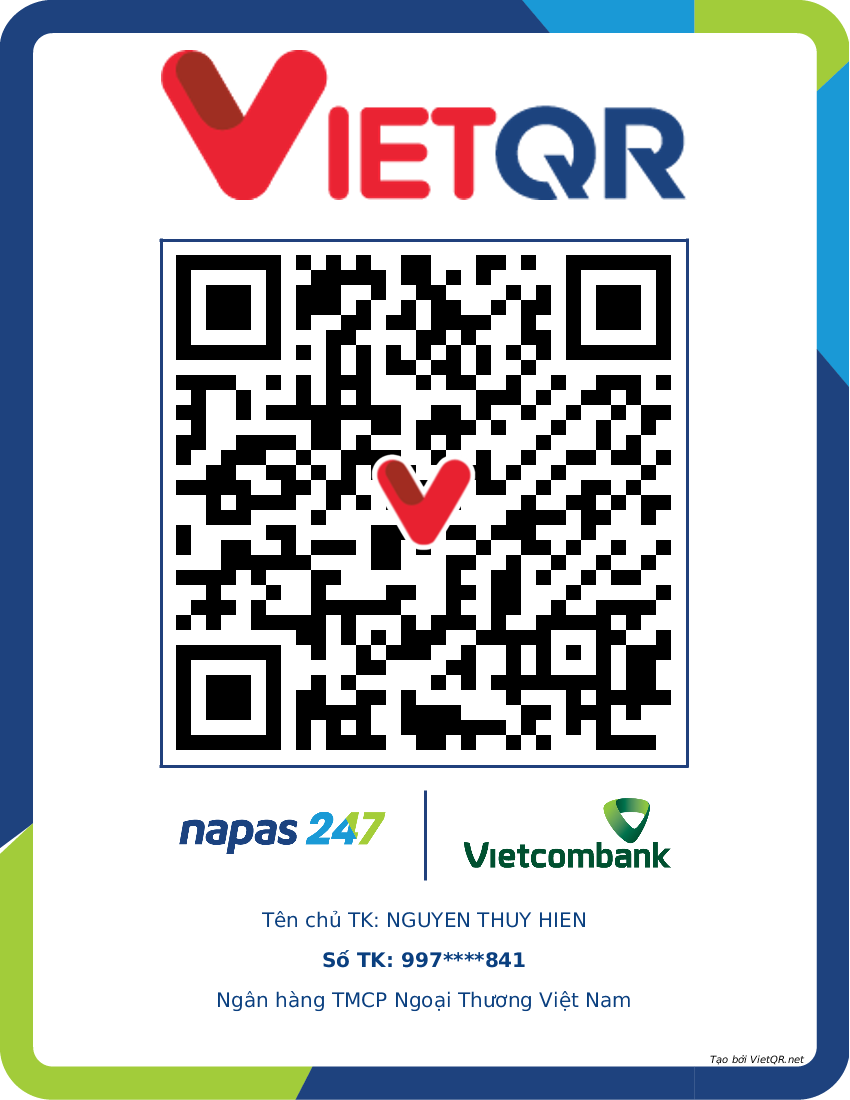 VIETQR
napas 247
Vietcombank
Tên chủ TK: NGUYEN THUY HIEN
Số TK: 997****841
Ngân hàng TMCP Ngoại Thương Việt Nam
Tạo bởi VietQR.net